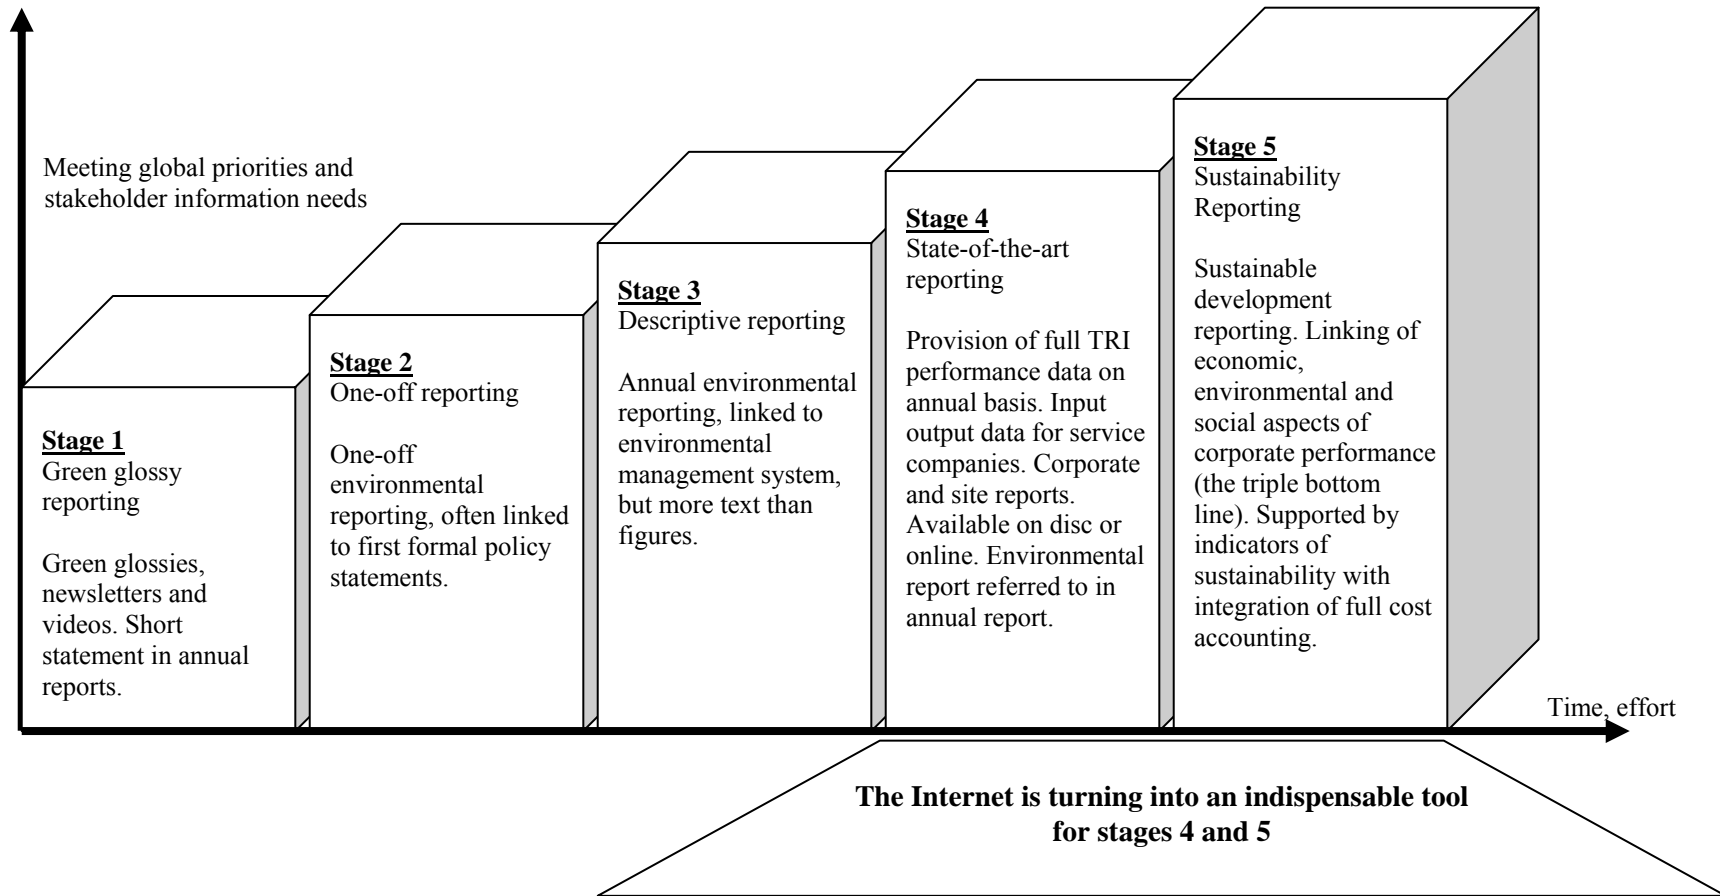 Meeting global priorities and
stakeholder information needs
Stage 1
Green glossy
reporting
Green glossies,
newsletters and
videos. Short
statement in annual
reports.
Stage 2
One-off reporting
One-off
environmental
reporting, often linked
to first formal policy
statements.
Stage 3
Descriptive reporting
Annual environmental
reporting, linked to
environmental
management system,
but more text than
figures.
Stage 4
State-of-the-art
reporting
Provision of full TRI
performance data on
annual basis. Input
output data for service
companies. Corporate
and site reports.
Available on disc or
online. Environmental
report referred to in
annual report.
Stage 5
Sustainability
Reporting
Sustainable
development
reporting. Linking of
economic,
environmental and
social aspects of
corporate performance
(the triple bottom
line). Supported by
indicators of
sustainability with
integration of full cost
accounting.
Time, effort
The Internet is turning into an indispensable tool
for stages 4 and 5